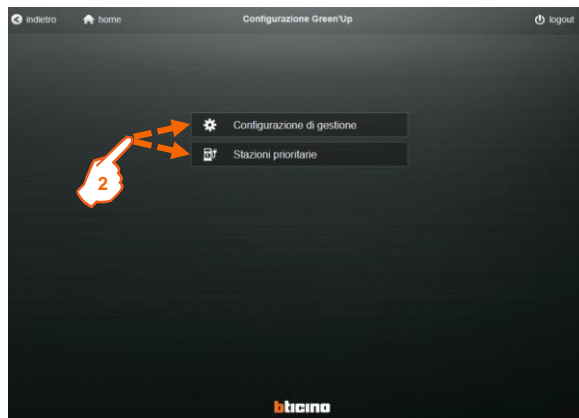 indietro home Configurazione Green'Up logout
Configurazione di gestione
Stazioni prioritarie
2
bticino